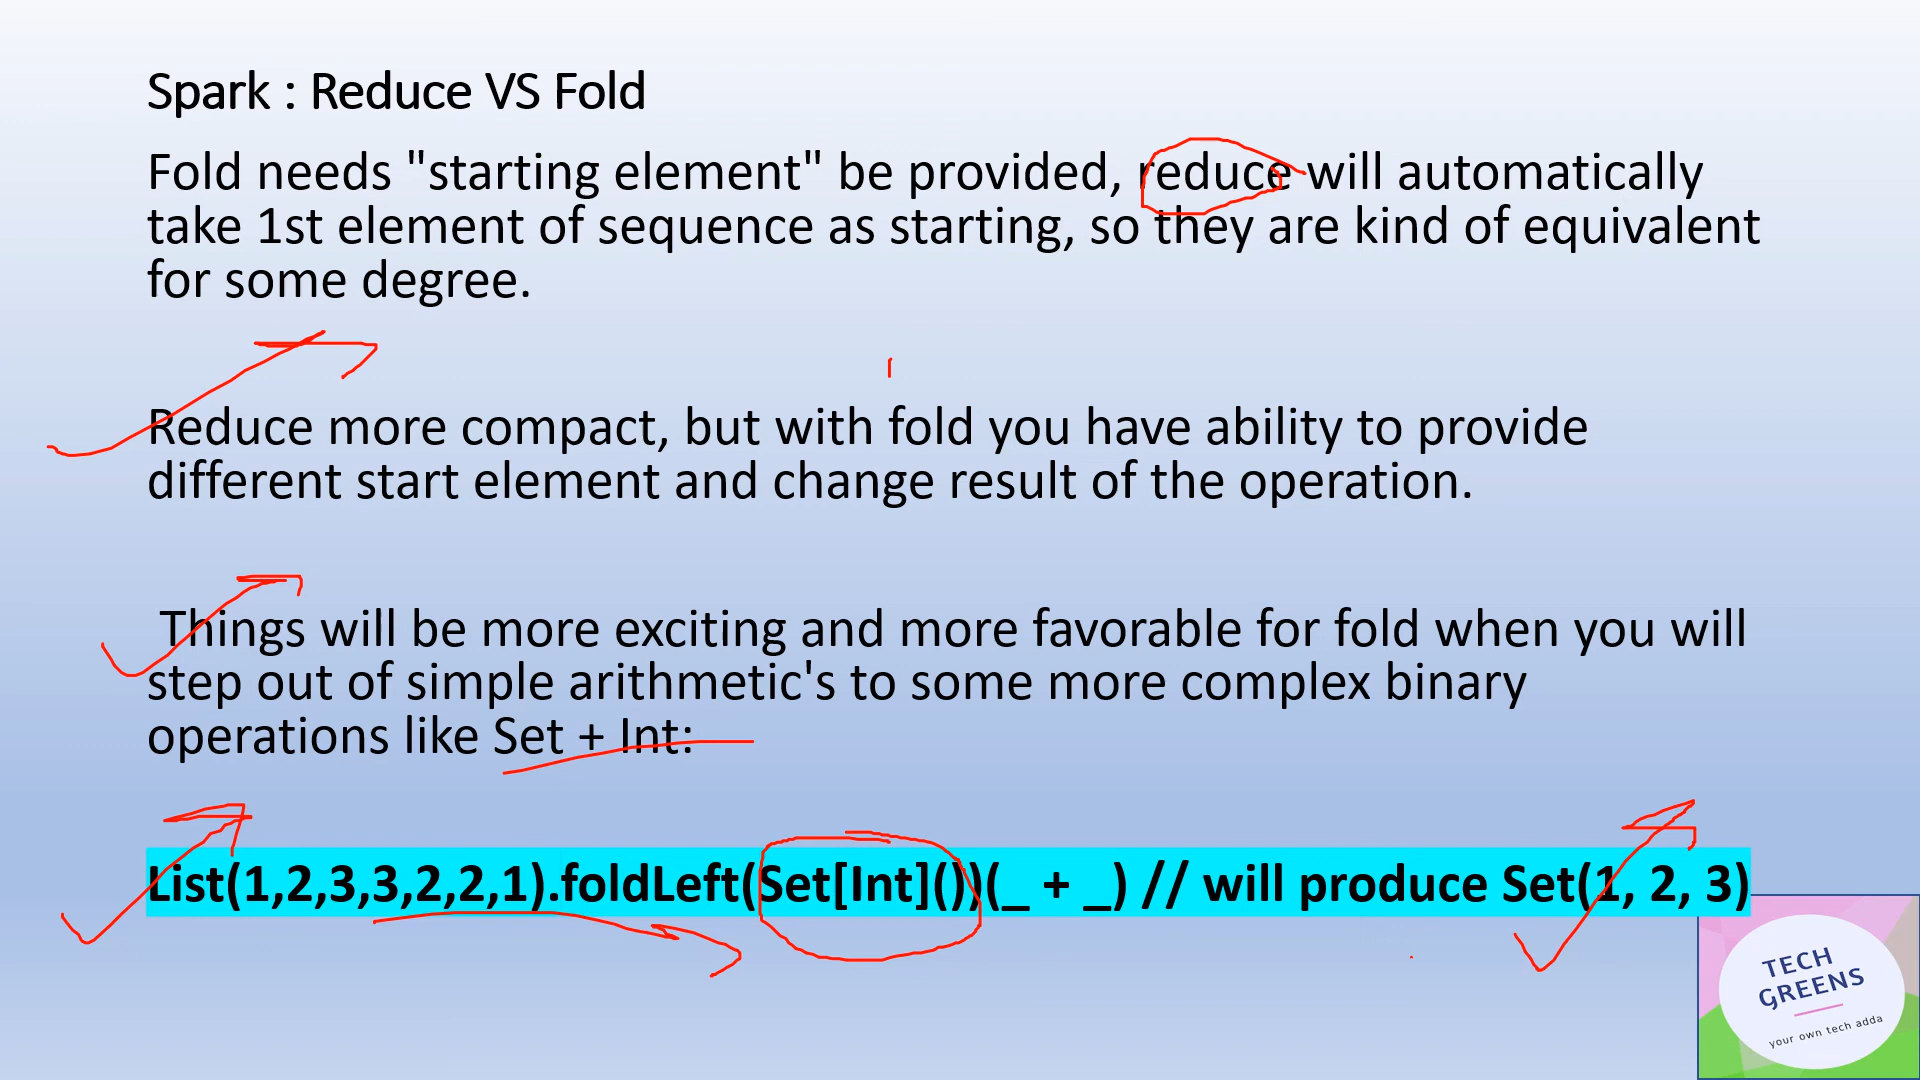 Spark : Reduce VS Fold
Fold needs "starting element" be provided, reduce will automatically
take 1st element of sequence as starting, so they are kind of equivalent
for some degree.
Reduce more compact, but with fold you have ability to provide
different start element and change result of the operation.
Things will be more exciting and more favorable for fold when you will
step out of simple arithmetic's to some more complex binary
operations like Set + Int:
List(1,2,3,3,2,2,1).foldLeft(Set[Int]())(_ + _) // will produce Set(1, 2, 3)
TECH
GREENS
your own tech adda